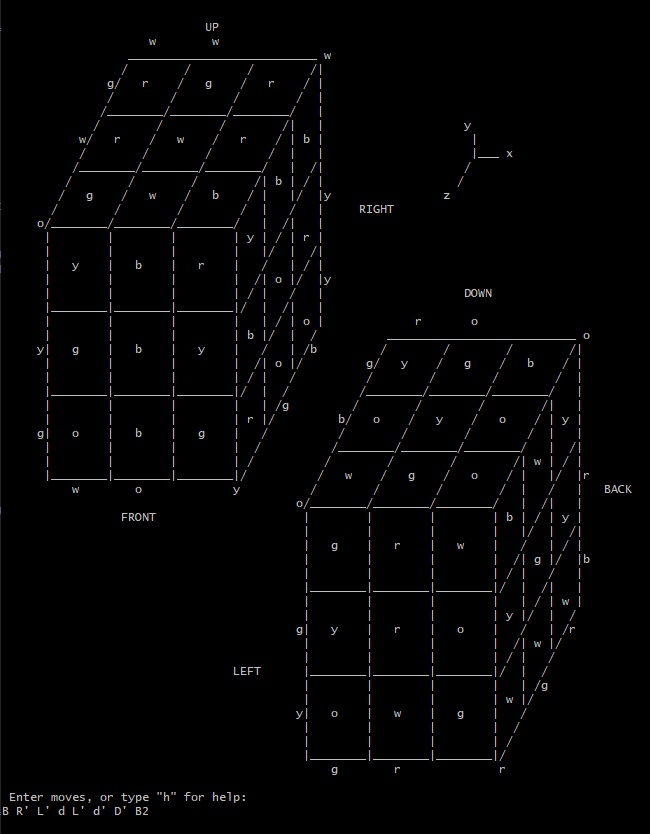 UP
w w
w
g r g r
y
w r w r b
x
b
g w b y z
RIGHT
o
y r
y b r
o y
DOWN
o r o
b o
y g b y b
o g y g b
g
r b o y o y
g o b g
w
w g o r
w o y BACK
o
FRONT b y
g r w
g b
w
y
g y r o r
w
LEFT
g
w
y o w g
g r r
Enter moves, or type "h" for help:
B R' L' d L' d' D' B2